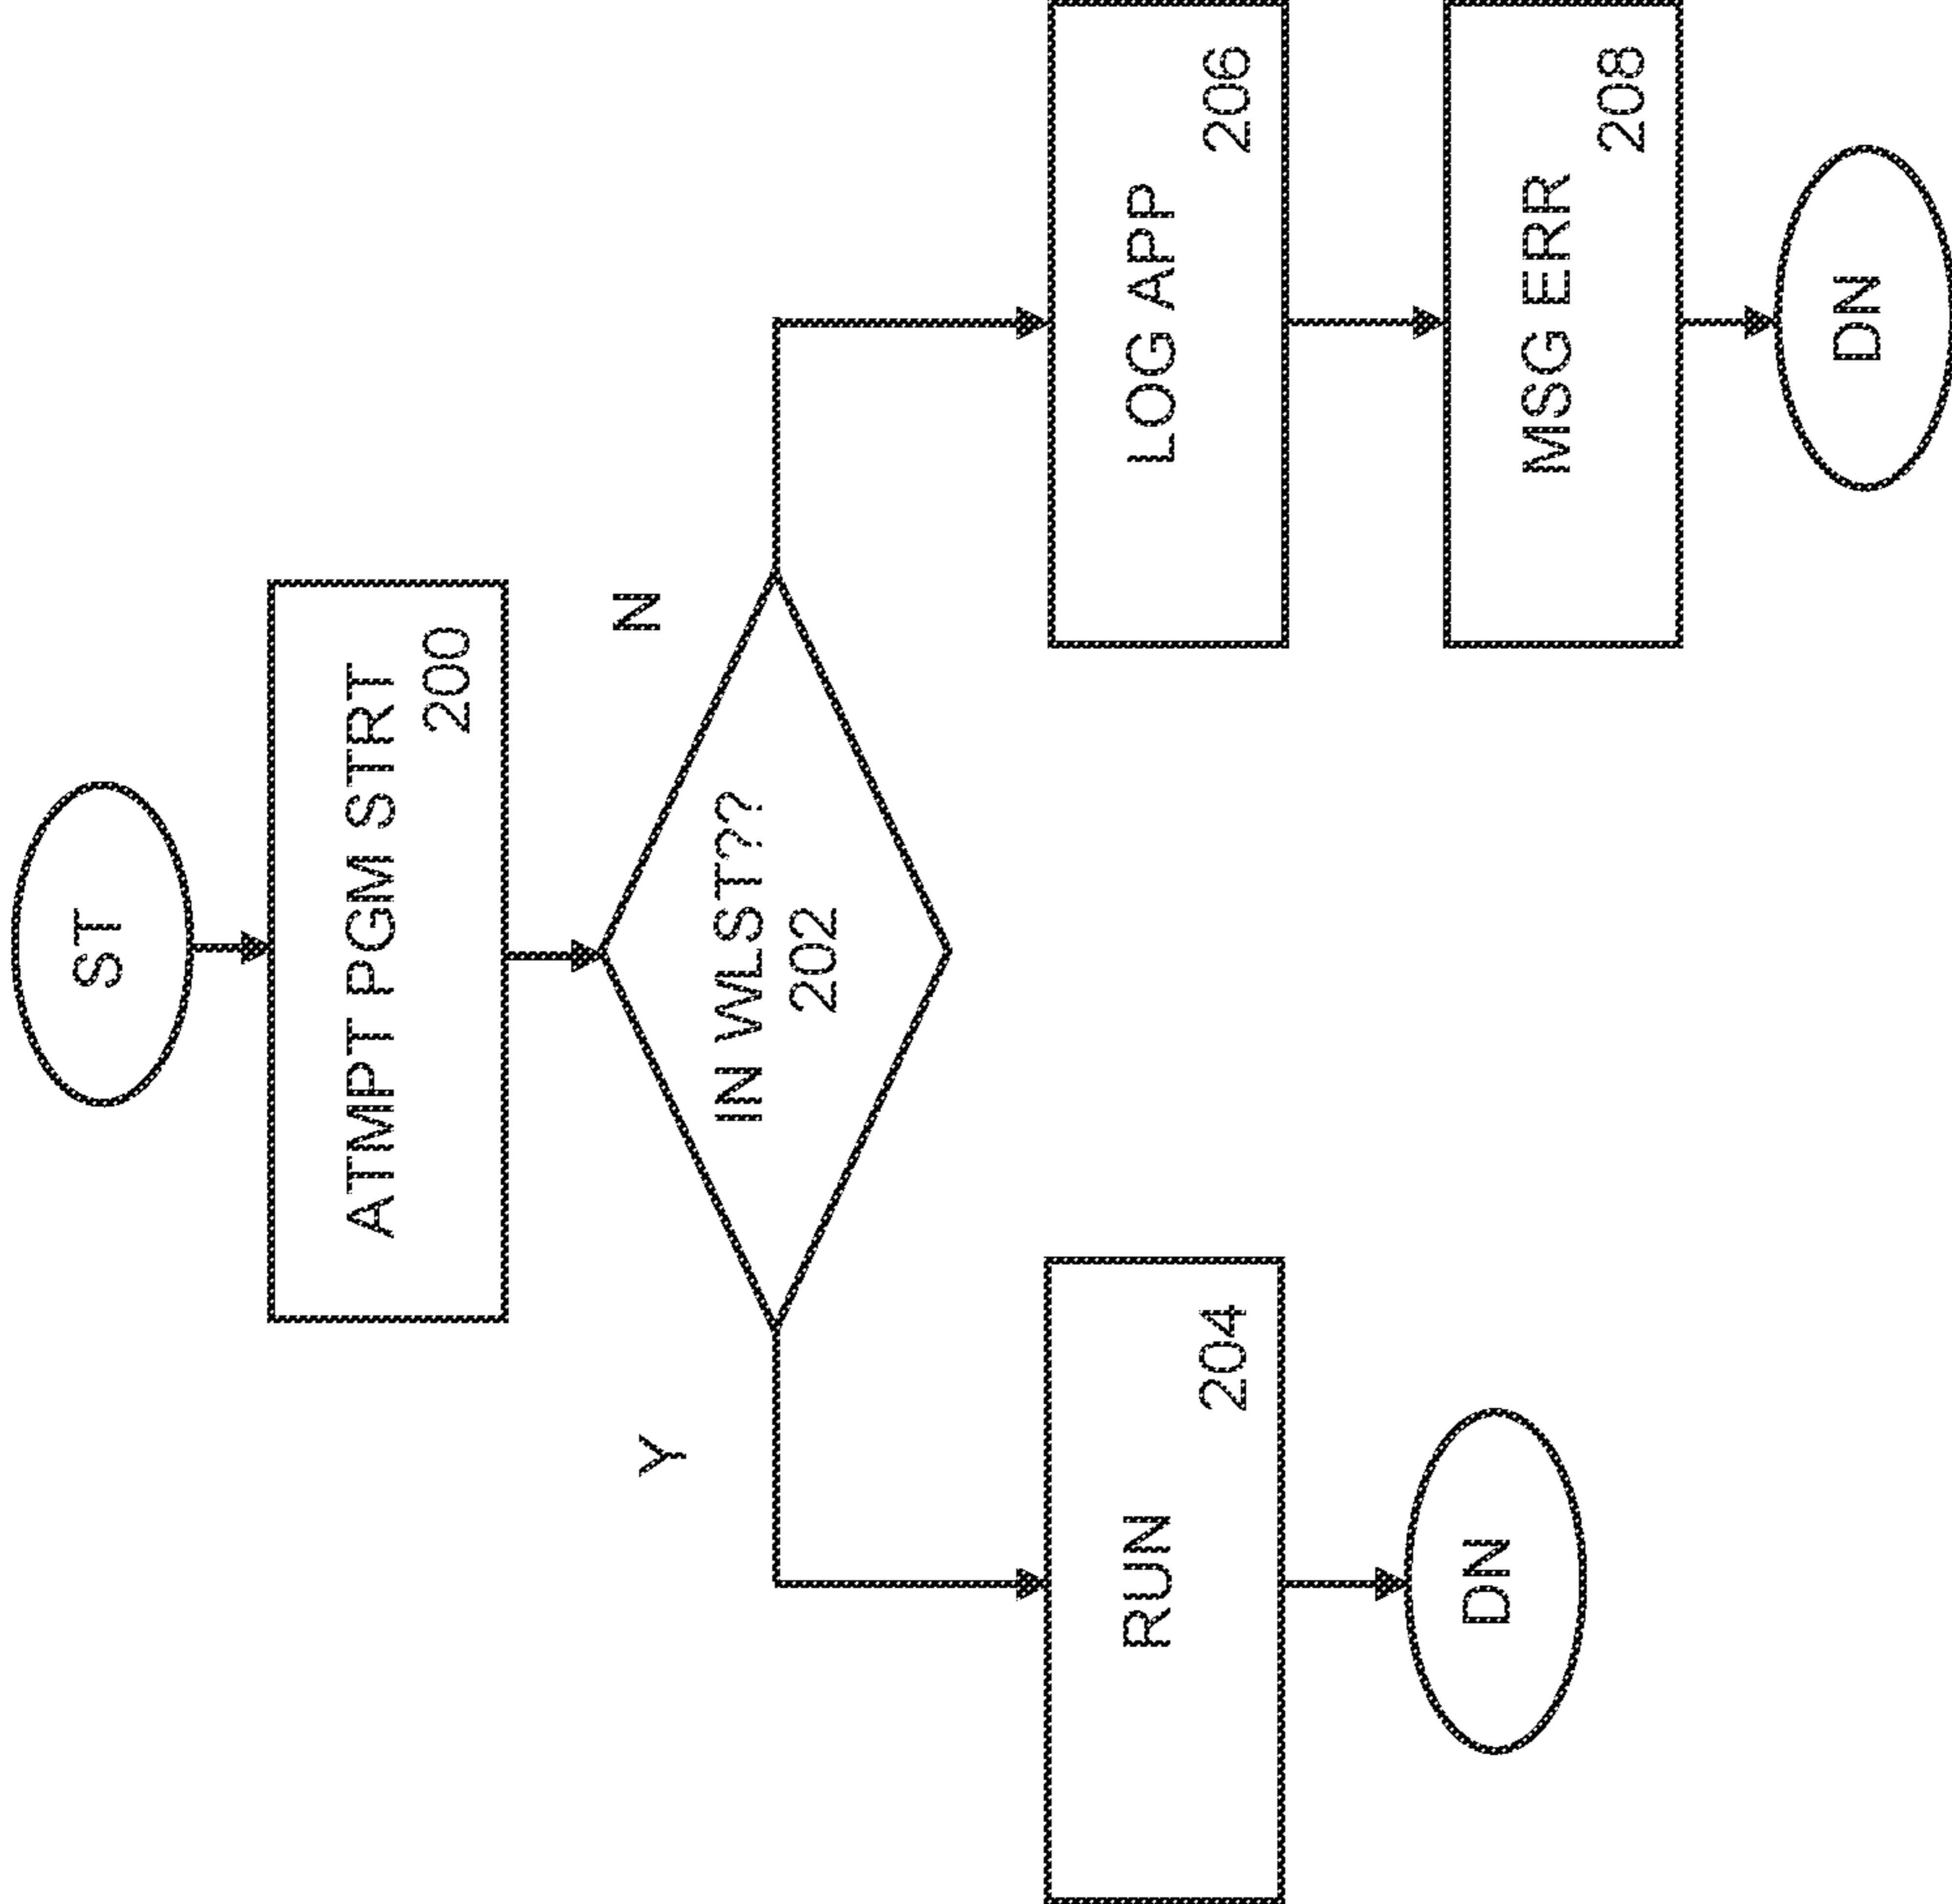 ST
ATMPT PGM STRT
200
IN WLST??
202
Y
N
RUN
204
DN
LOG APP
206
MSG ERR
208
DN